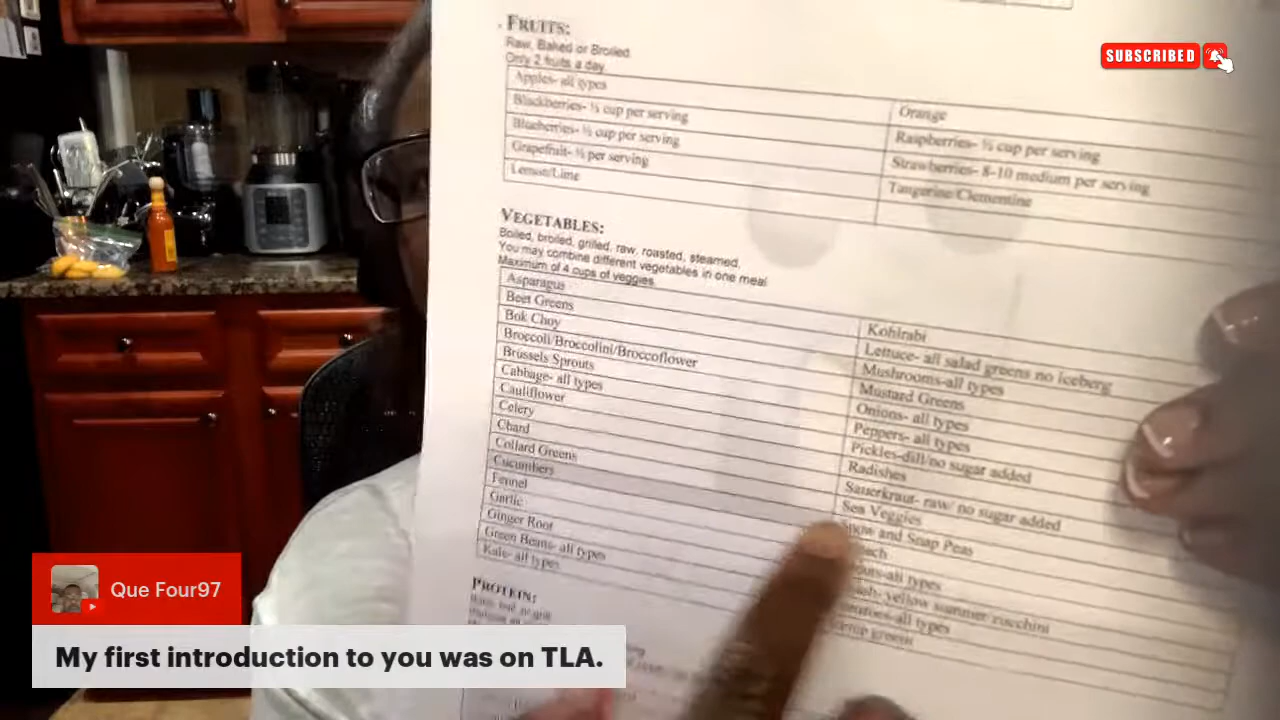 SUBSCRIBED
FRUITS:
Raw, Baked or Broiled
Only 2 fruits a day
Apples- all types
Blackberries- ½ cup per serving
Blueberries- ½ cup per serving
Grapefruit- ½ per serving
Lemon/Lime
Orange
Raspberries- ½ cup per serving
Strawberries- 8-10 medium per serving
Tangerine/Clementine
VEGETABLES:
Boiled, broiled, grilled, raw, roasted, steamed,
You may combine different vegetables in one meal
Maximum of 4 cups of veggies
Asparagus
Beet Greens
Bok Choy
Broccoli/Broccolini/Broccoflower
Brussels Sprouts
Cabbage- all types
Cauliflower
Celery
Chard
Collard Greens
Cucumbers
Fennel
Garlic
Ginger Root
Green Beans- all types
Kale- all types
Kohlrabi
Lettuce- all salad greens no iceberg
Mushrooms-all types
Mustard Greens
Onions- all types
Peppers- all types
Pickles-dill/no sugar added
Radishes
Sauerkraut- raw/ no sugar added
Sea Veggies
and Snap Peas
all types
yellow summer/zucchini
all types
PROTEIN:
Que Four97
My first introduction to you was on TLA.